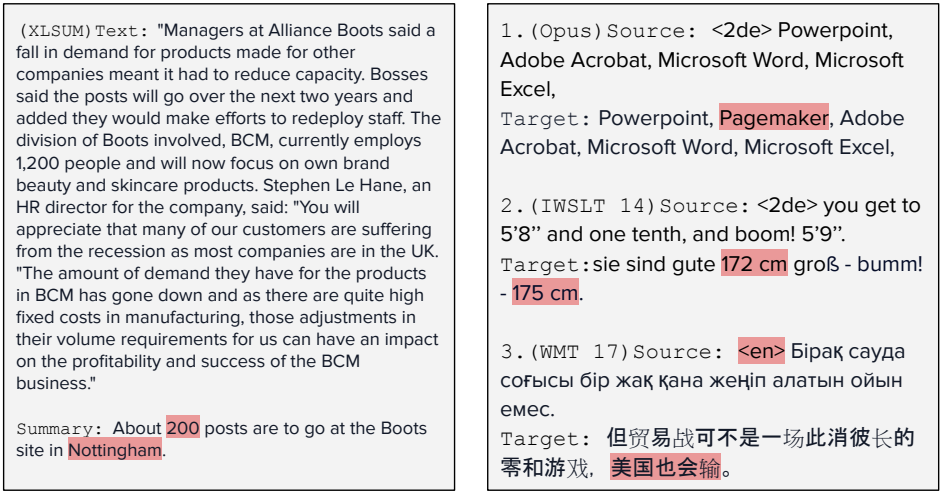 (XLSUM)Text: "Managers at Alliance Boots said a
fall in demand for products made for other
companies meant it had to reduce capacity. Bosses
said the posts will go over the next two years and
added they would make efforts to redeploy staff. The
division of Boots involved, BCM, currently employs
1,200 people and will now focus on own brand
beauty and skincare products. Stephen Le Hane, an
HR director for the company, said: "You will
appreciate that many of our customers are suffering
from the recession as most companies are in the UK.
"The amount of demand they have for the products
in BCM has gone down and as there are quite high
fixed costs in manufacturing, those adjustments in
their volume requirements for us can have an impact
on the profitability and success of the BCM
business."
Summary: About 200 posts are to go at the Boots
site in Nottingham.
1.(Opus)Source: <2de> Powerpoint,
Adobe Acrobat, Microsoft Word, Microsoft
Excel,
Target: Powerpoint, Pagemaker, Adobe
Acrobat, Microsoft Word, Microsoft Excel,
2.(IWSLT 14)Source: <2de> you get to
5’8’’ and one tenth, and boom! 5’9’’.
Target:sie sind gute 172 cm groß - bumm!
- 175 cm.
3.(WMT 17)Source: <en> Бірақ сауда
соғысы бір жақ қана жеңіп алатын ойын
емес.
Target: 但贸易战可不是一场此消彼长的
零和游戏, 美国也会输。